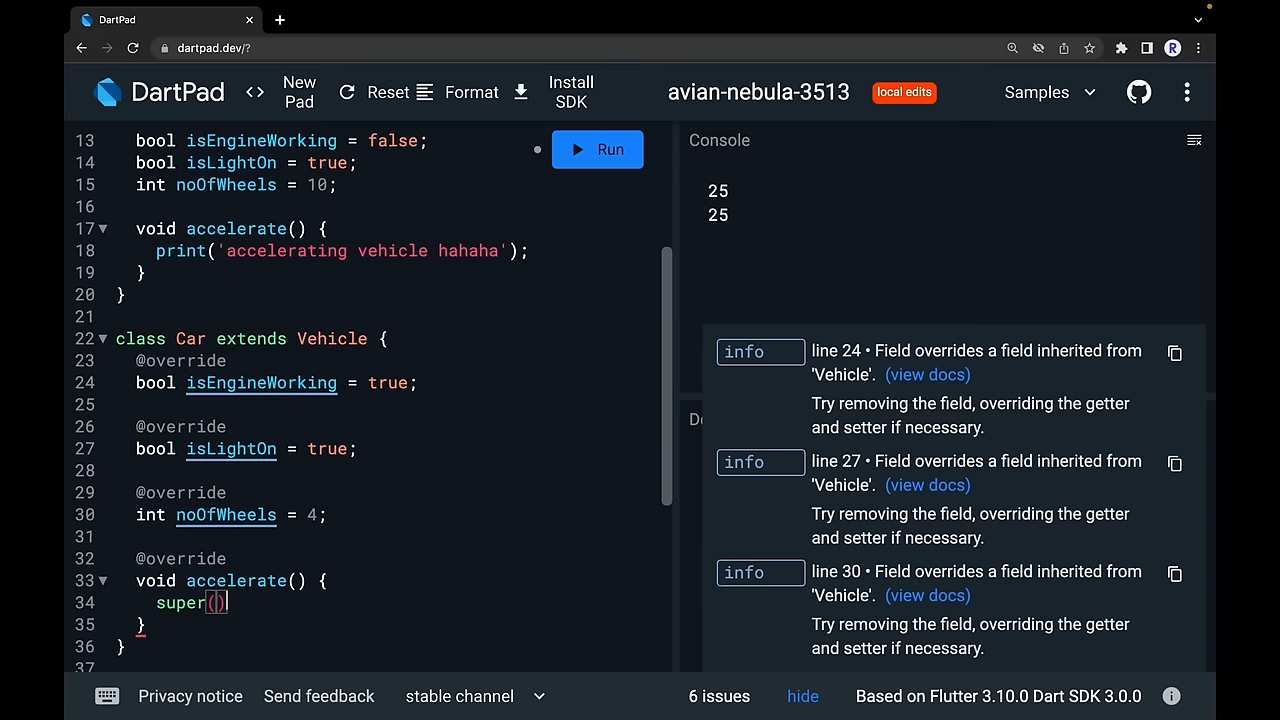 DartPad
dartpad.dev/?
R
DartPad
<> New Pad
Reset
Format
Install SDK
avian-nebula-3513
local edits
Samples
13 bool isEngineWorking = false;
14 bool isLightOn = true;
15 int noOfWheels = 10;
16
17 void accelerate() {
18 print('accelerating vehicle hahaha');
19 }
20 }
21
22 class Car extends Vehicle {
23 @override
24 bool isEngineWorking = true;
25
26 @override
27 bool isLightOn = true;
28
29 @override
30 int noOfWheels = 4;
31
32 @override
33 void accelerate() {
34 super()
35 }
36 }
37
Run
Console
25
25
info line 24 • Field overrides a field inherited from
'Vehicle'. (view docs)
Try removing the field, overriding the getter
and setter if necessary.
info line 27 • Field overrides a field inherited from
'Vehicle'. (view docs)
Try removing the field, overriding the getter
and setter if necessary.
info line 30 • Field overrides a field inherited from
'Vehicle'. (view docs)
Try removing the field, overriding the getter
and setter if necessary.
Privacy notice
Send feedback
stable channel
6 issues
hide
Based on Flutter 3.10.0 Dart SDK 3.0.0